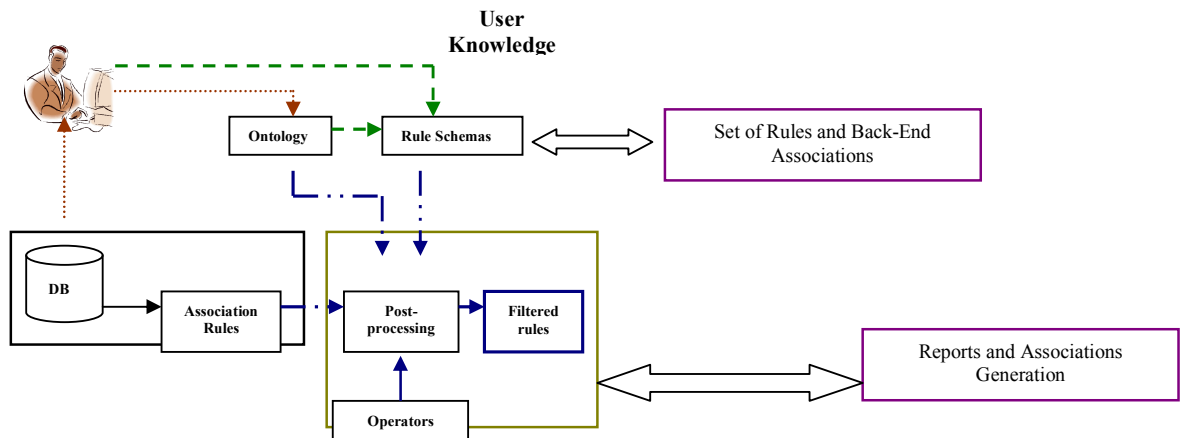 User
Knowledge
Ontology
Rule Schemas
Set of Rules and Back-End
Associations
DB
Association
Rules
Post-
processing
Filtered
rules
Reports and Associations
Generation
Operators